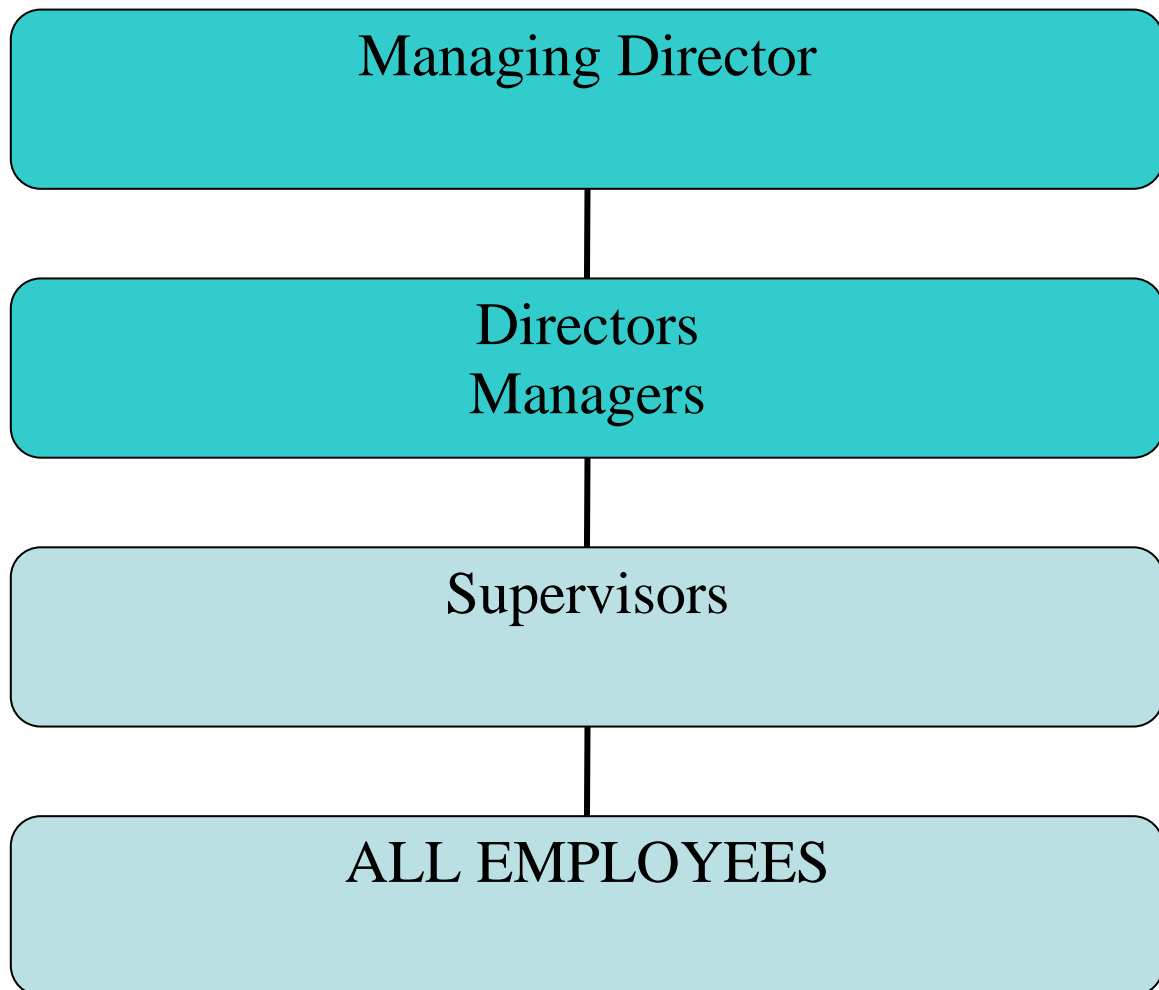 Managing Director
Directors
Managers
Supervisors
ALL EMPLOYEES